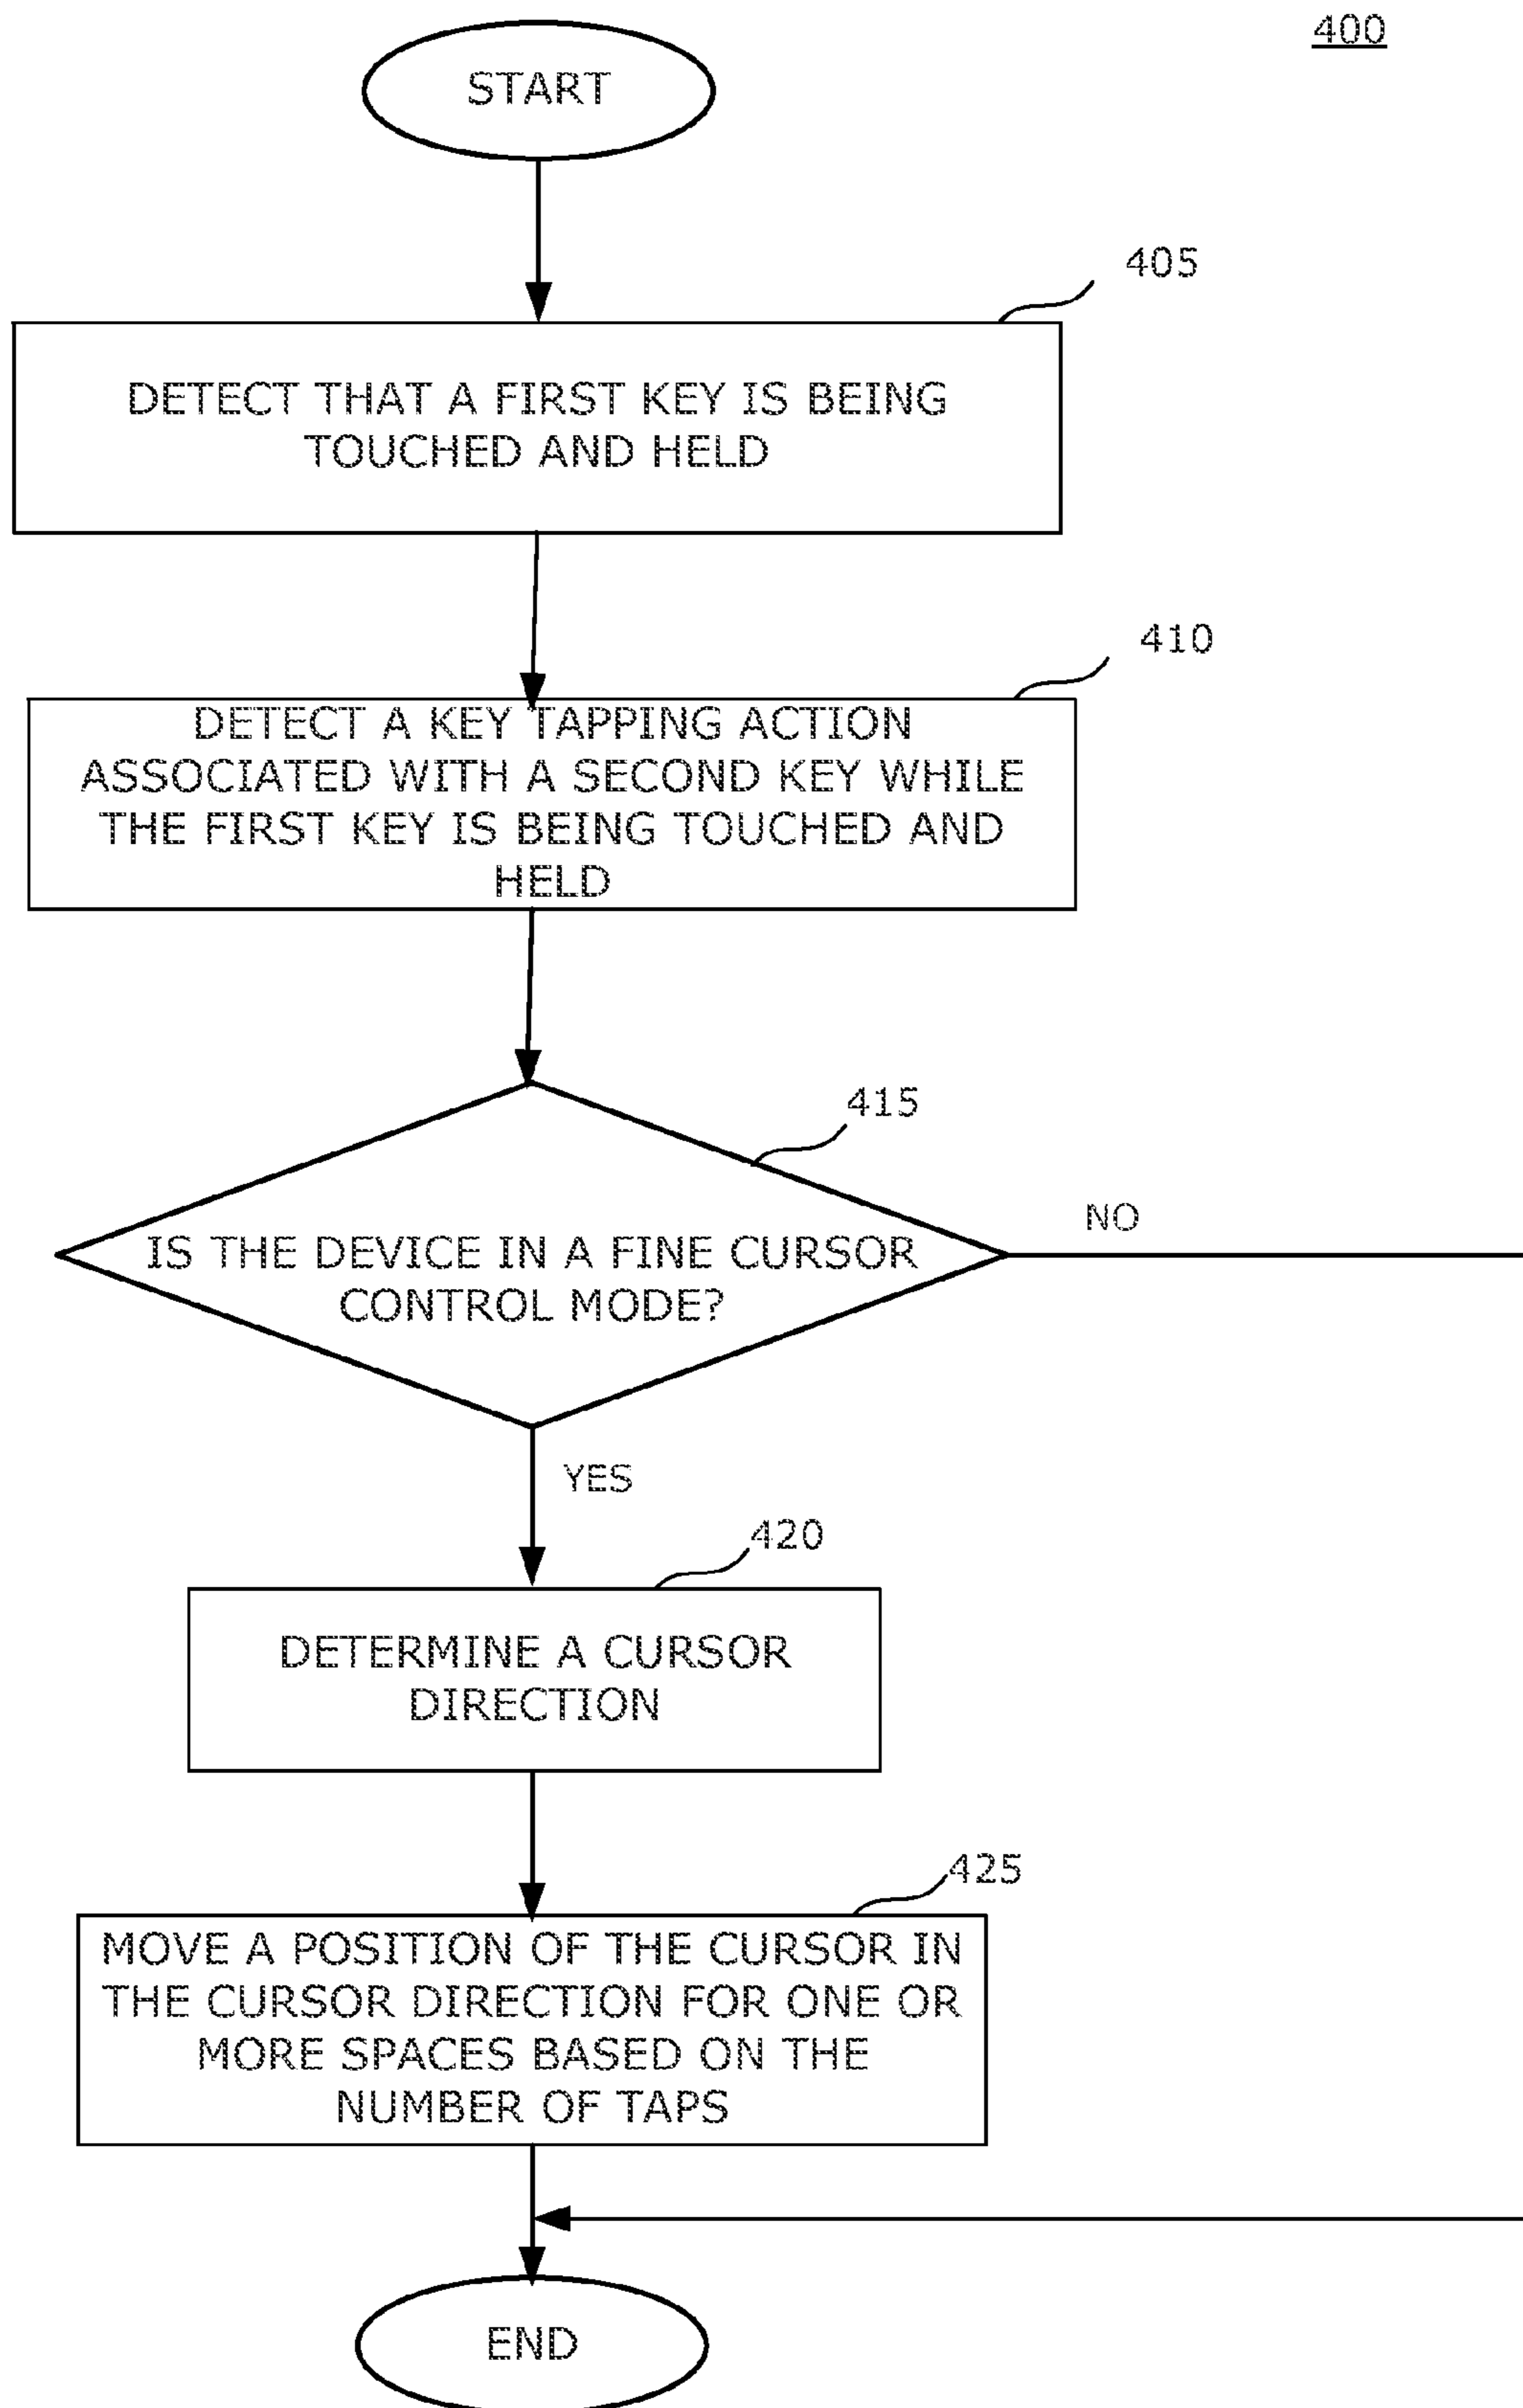 400
START
405
DETECT THAT A FIRST KEY IS BEING
TOUCHED AND HELD
410
DETECT A KEY TAPPING ACTION
ASSOCIATED WITH A SECOND KEY WHILE
THE FIRST KEY IS BEING TOUCHED AND
HELD
415
IS THE DEVICE IN A FINE CURSOR
CONTROL MODE?
NO
YES
420
DETERMINE A CURSOR
DIRECTION
425
MOVE A POSITION OF THE CURSOR IN
THE CURSOR DIRECTION FOR ONE OR
MORE SPACES BASED ON THE
NUMBER OF TAPS
END